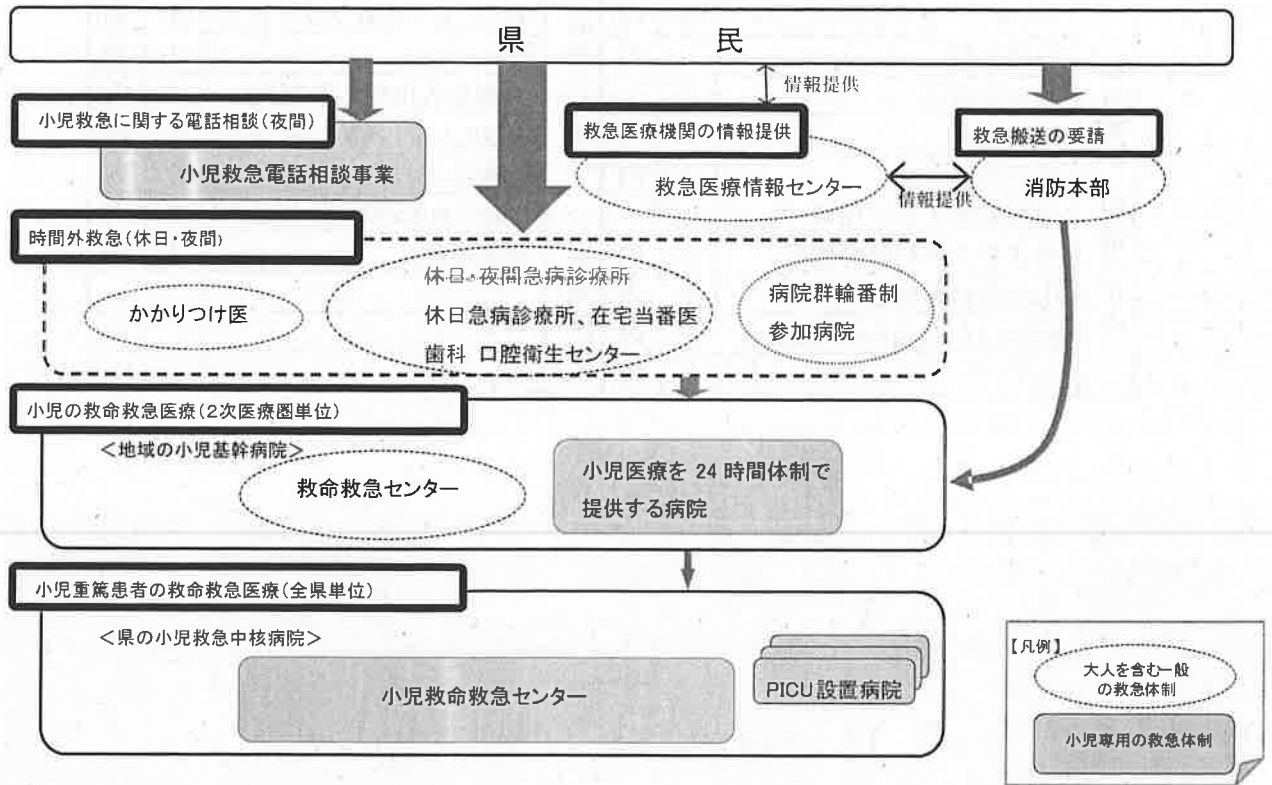 県 民
情報提供
小児救急に関する電話相談(夜間)
小児救急電話相談事業
救急医療機関の情報提供
救急医療情報センター
情報提供
救急搬送の要請
消防本部
時間外救急(休日・夜間)
かかりつけ医
休日・夜間急病診療所
休日急病診療所、在宅当番医
歯科 口腔衛生センター
病院群輪番制
参加病院
小児の救命救急医療(2次医療圏単位)
<地域の小児基幹病院>
救命救急センター
小児医療を 24 時間体制で
提供する病院
小児重篤患者の救命救急医療(全県単位)
<県の小児救急中核病院>
小児救命救急センター
PICU設置病院
【凡例】
大人を含む一般
の救急体制
小児専用の救急体制